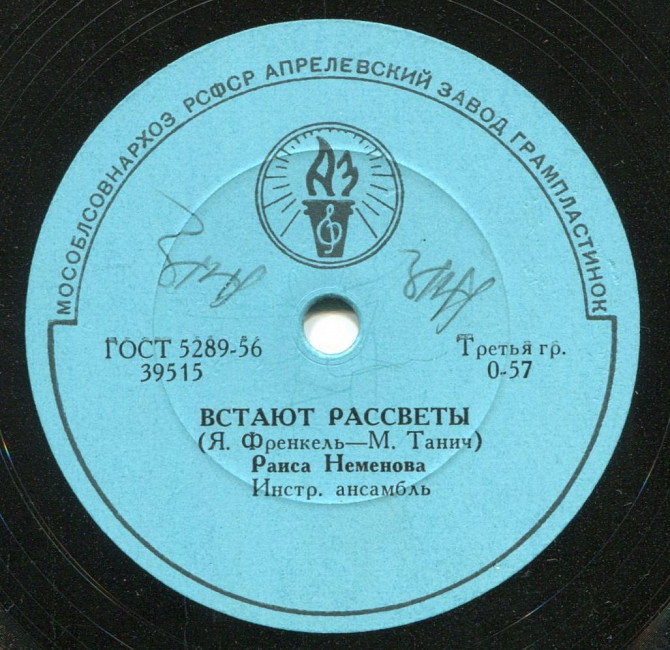 МОСОБЛСОВНАРХОЗ РСФСР АПРЕЛЕВСКИЙ ЗАВОД ГРАМПЛАСТИНОК
АЗ
ГОСТ 5289-56
39515
Третья гр.
0-57
ВСТАЮТ РАССВЕТЫ
(Я. Френкель—М. Танич)
Раиса Неменова
Инстр. ансамбль